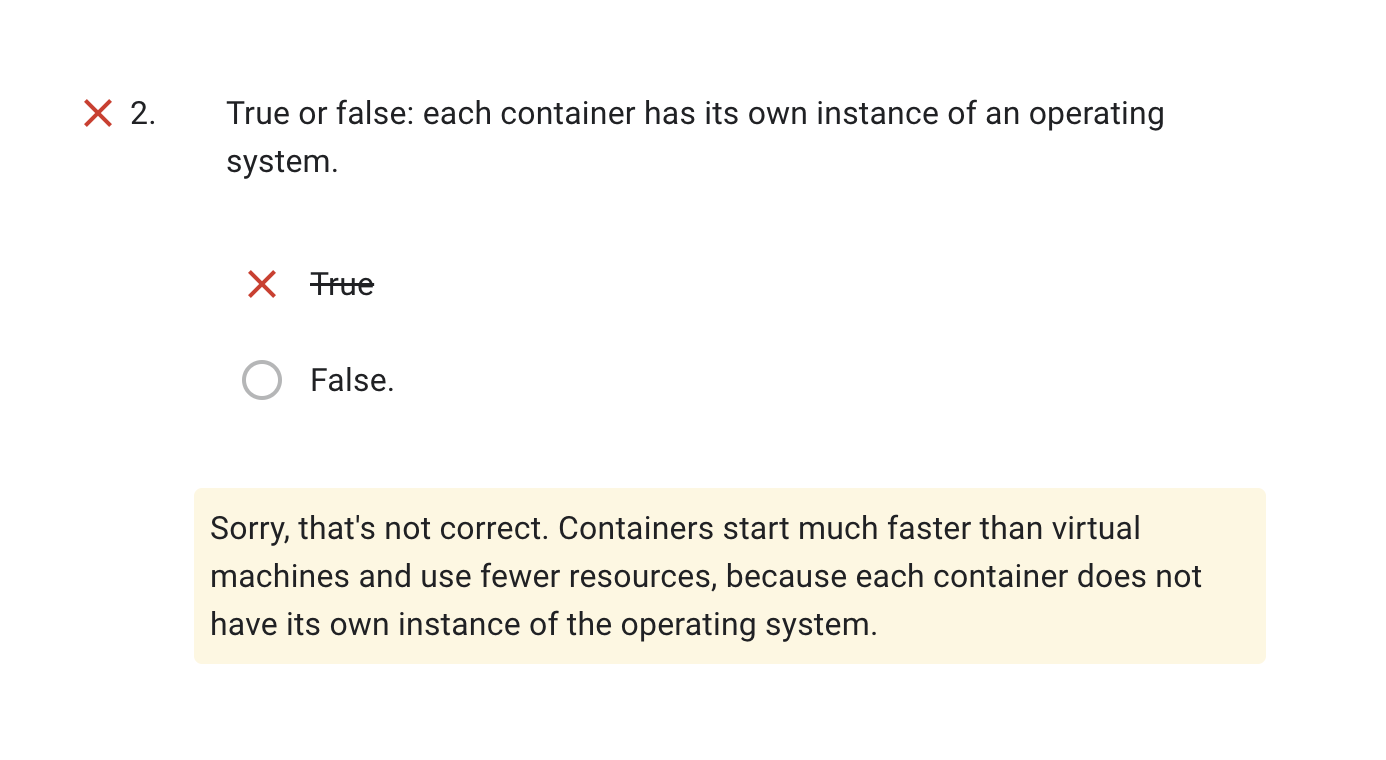 2. True or false: each container has its own instance of an operating
system.
True
False.
Sorry, that's not correct. Containers start much faster than virtual
machines and use fewer resources, because each container does not
have its own instance of the operating system.